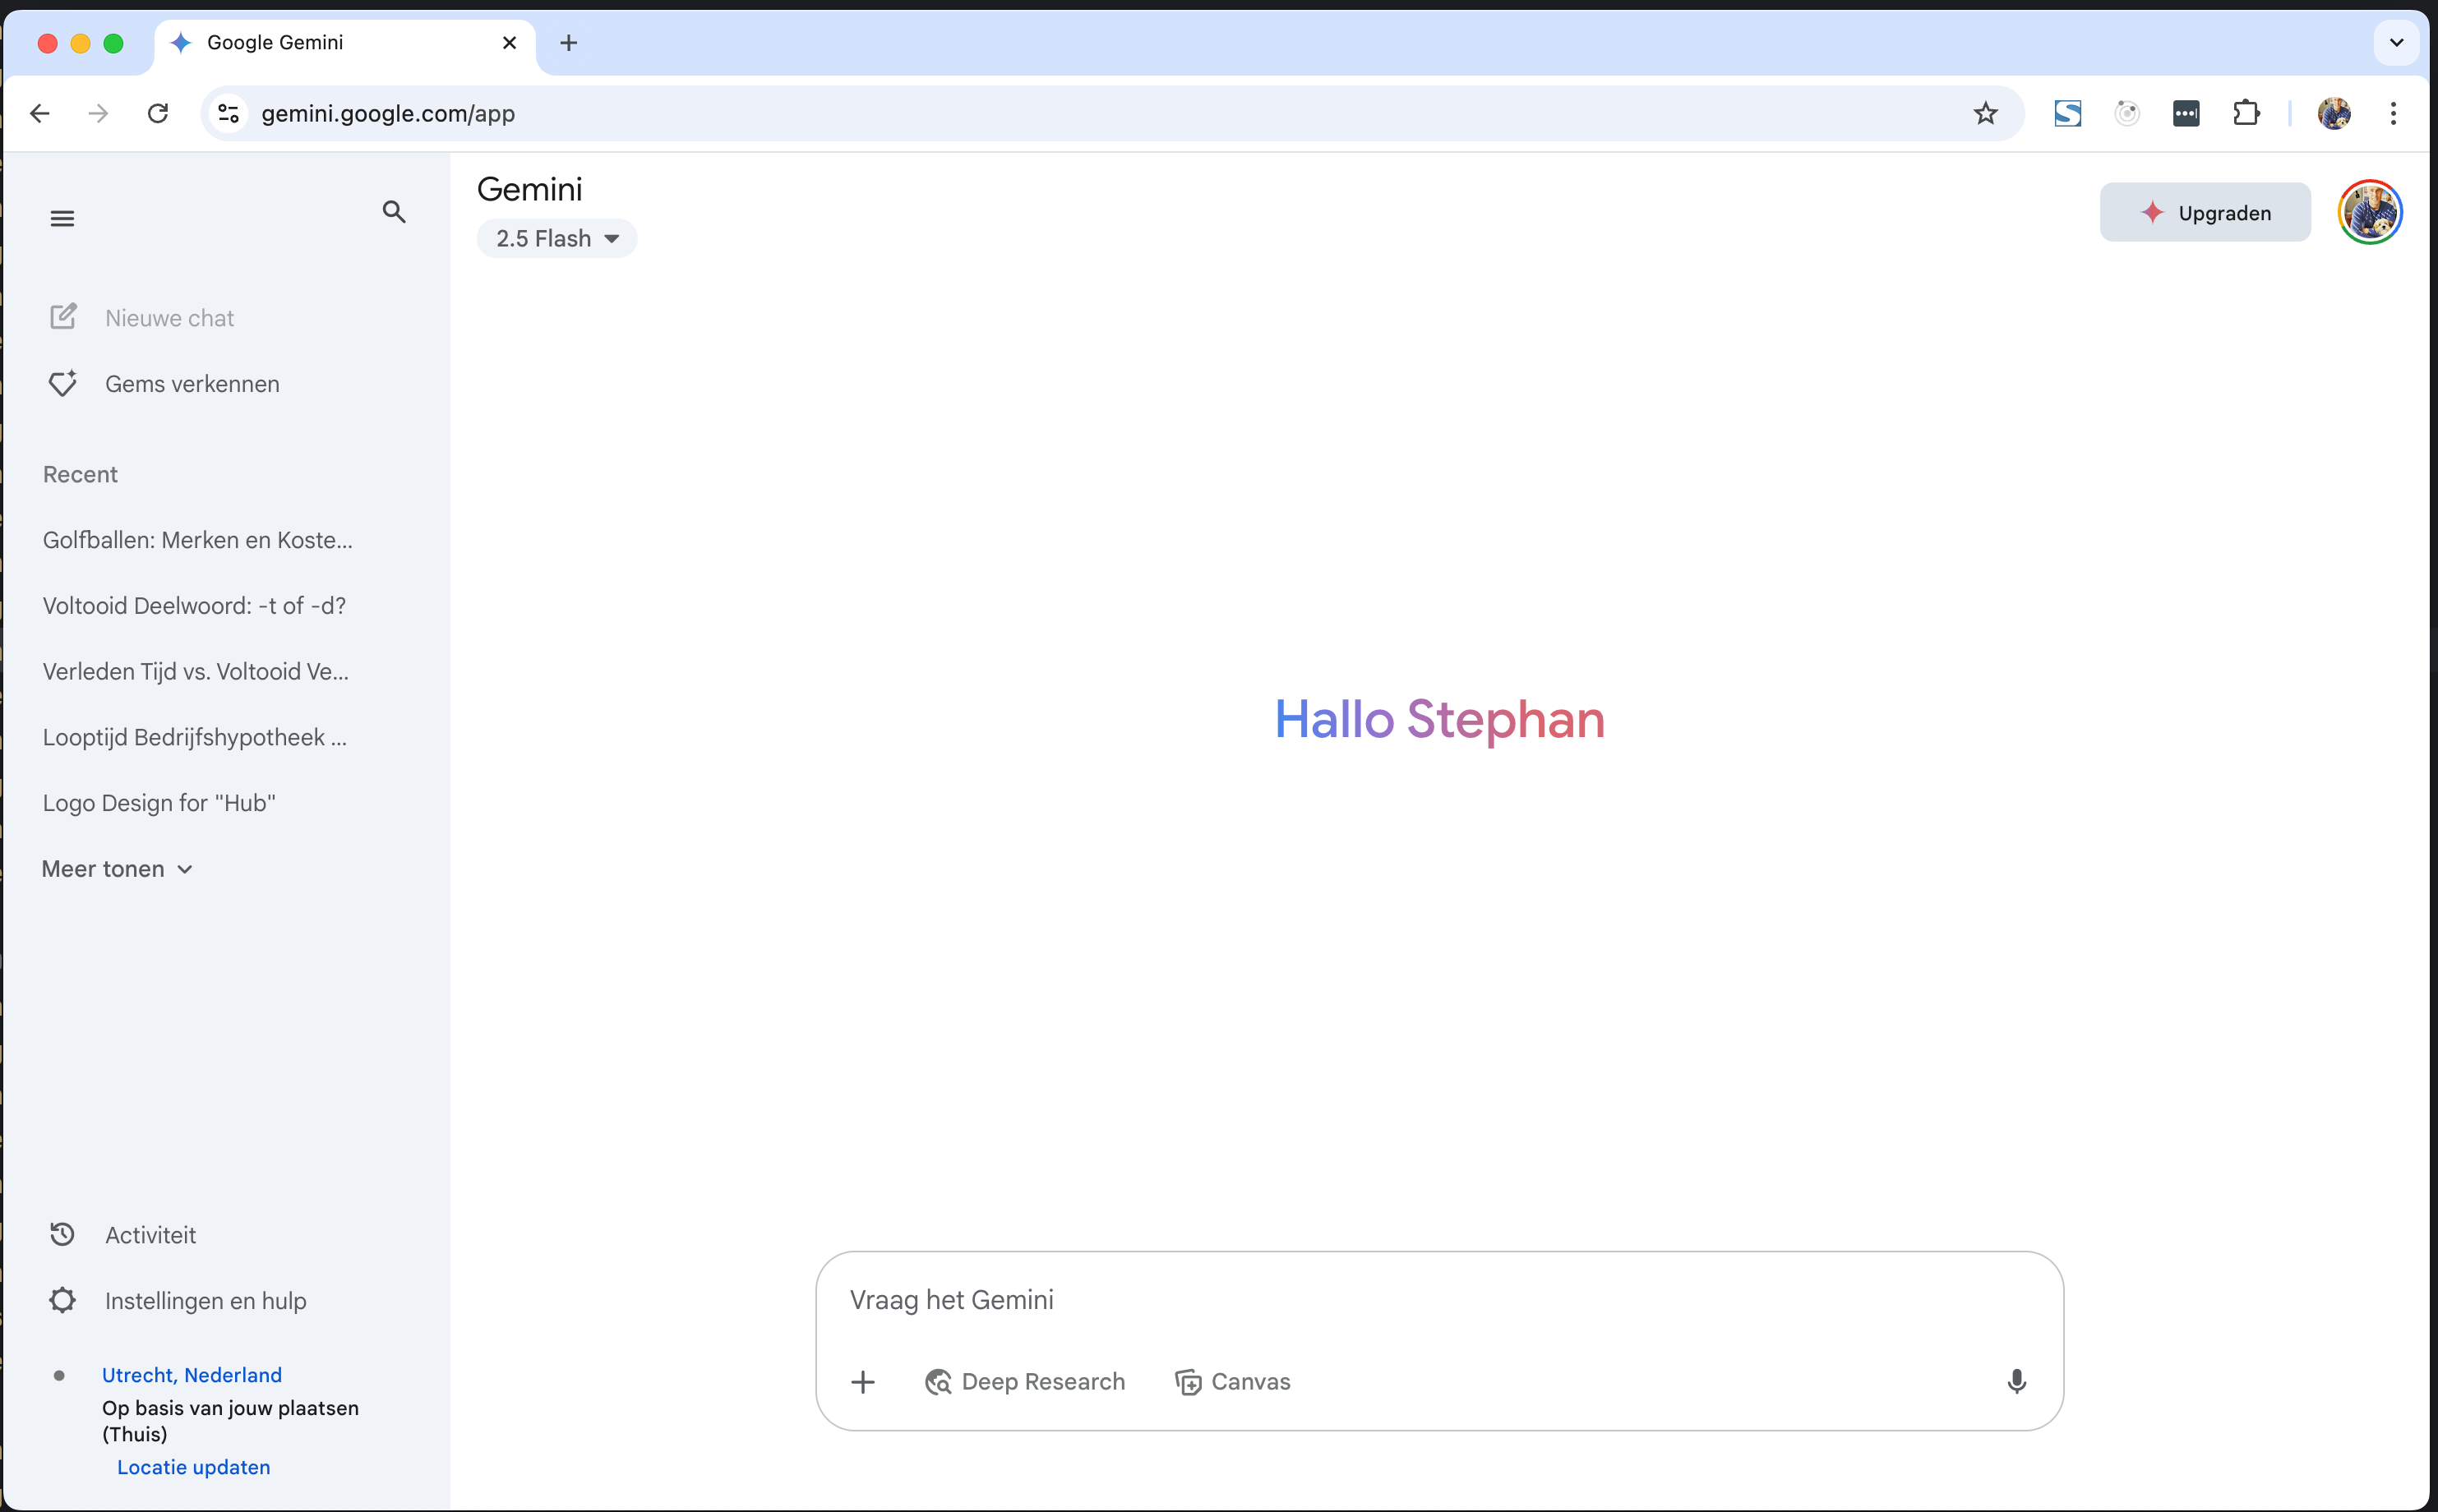 Google Gemini
gemini.google.com/app
Gemini
2.5 Flash
Upgraden
Nieuwe chat
Gems verkennen
Recent
Golfballen: Merken en Koste...
Voltooid Deelwoord: -t of -d?
Verleden Tijd vs. Voltooid Ve...
Looptijd Bedrijfshypotheek ...
Logo Design for "Hub"
Meer tonen
Hallo Stephan
Activiteit
Instellingen en hulp
Utrecht, Nederland
Op basis van jouw plaatsen
(Thuis)
Locatie updaten
Vraag het Gemini
Deep Research
Canvas